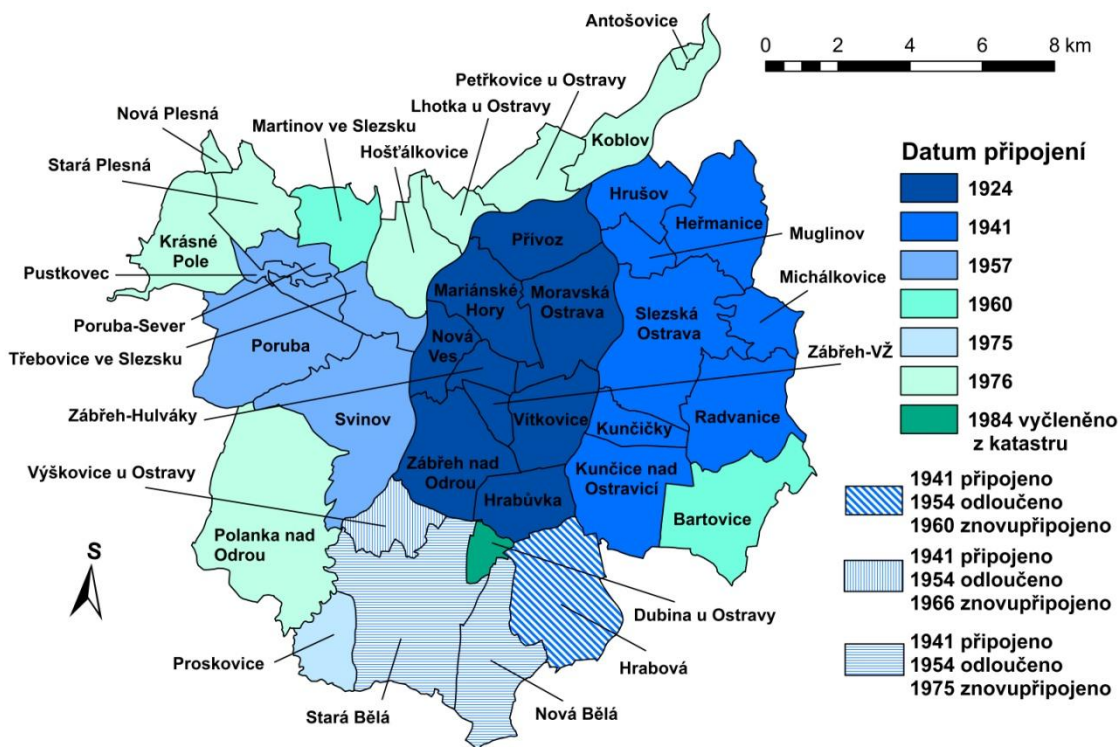 Antošovice
0 2 4 6 8 km
Petřkovice u Ostravy
Lhotka u Ostravy
Nová Plesná
Martinov ve Slezsku
Hošťálkovice
Koblov
Stará Plesná
Datum připojení
1924
1941
1957
1960
1975
1976
1984 vyčleněno
z katastru
Hrušov
Heřmanice
Krásné
Pole
Přívoz
Muglinov
Pustkovec
Mariánské
Hory
Moravská
Ostrava
Michálkovice
Poruba-Sever
Slezská
Ostrava
Třebovice ve Slezsku
Poruba
Nová
Ves
Zábřeh-VŽ
Zábřeh-Hulváky
Svinov
Vítkovice
Kunčičky
Radvanice
Výškovice u Ostravy
Zábřeh nad
Odrou
Kunčice nad
Ostravicí
Hrabůvka
Bartovice
1941 připojeno
1954 odloučeno
1960 znovupřipojeno
Polanka nad
Odrou
S
1941 připojeno
1954 odloučeno
1966 znovupřipojeno
Dubina u Ostravy
Proskovice
Hrabová
1941 připojeno
1954 odloučeno
1975 znovupřipojeno
Stará Bělá
Nová Bělá